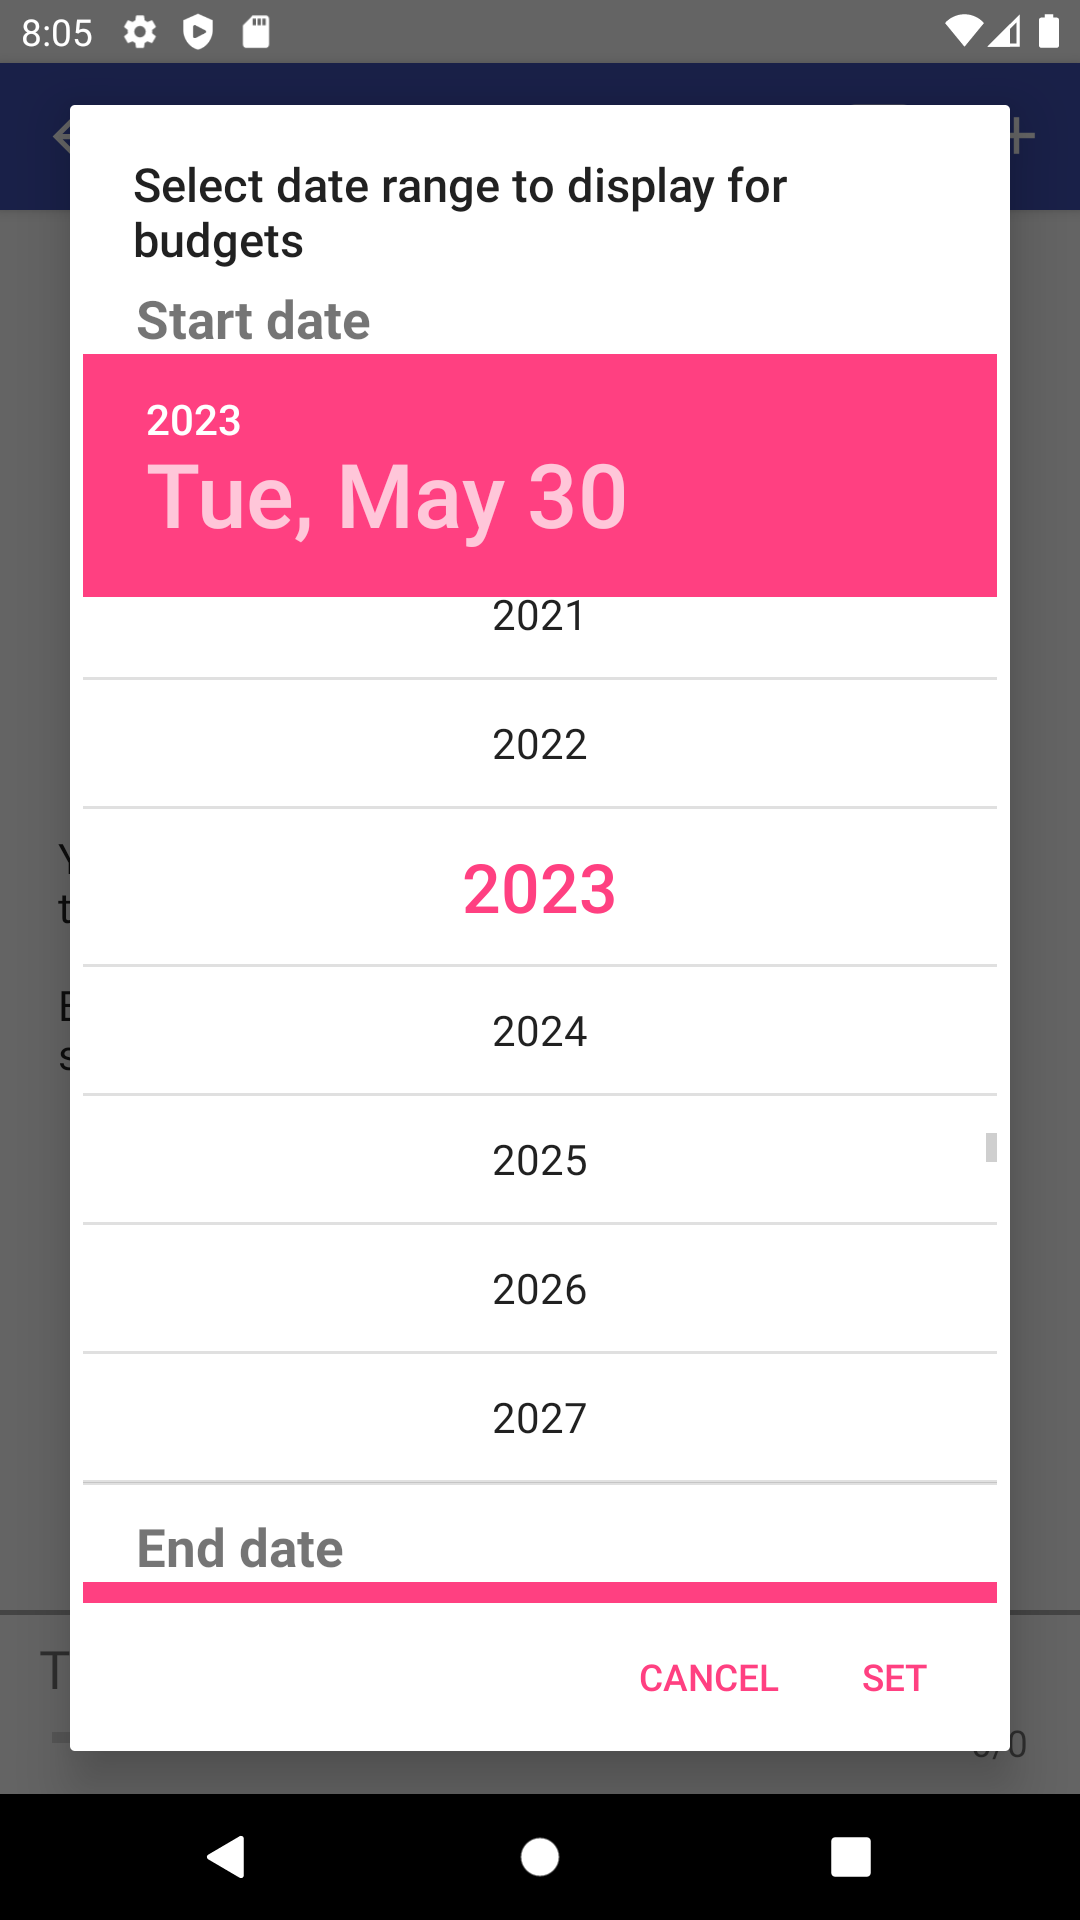 8:05
Select date range to display for
budgets
Start date
2023
Tue, May 30
2021
2022
2023
2024
2025
2026
2027
End date
CANCEL
SET